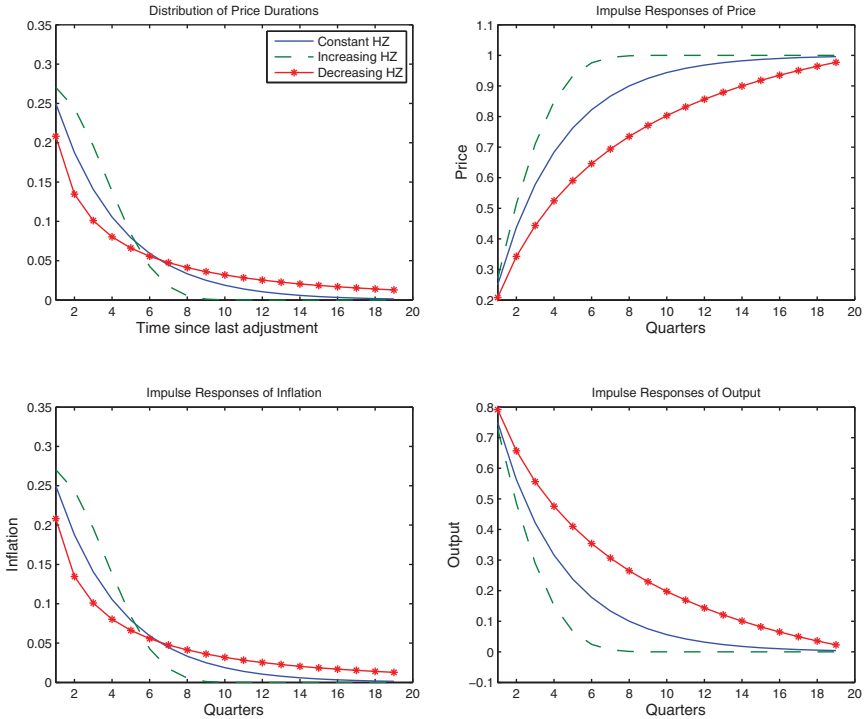 Distribution of Price Durations
0.35
0.3
0.25
0.2
0.15
0.1
0.05
0
Constant HZ
Increasing HZ
Decreasing HZ
2 4 6 8 10 12 14 16 18 20
Time since last adjustment
Impulse Responses of Price
1.1
1
0.9
0.8
0.7
0.6
0.5
0.4
0.3
0.2
Price
2 4 6 8 10 12 14 16 18 20
Quarters
Impulse Responses of Inflation
0.35
0.3
0.25
0.2
0.15
0.1
0.05
0
Inflation
2 4 6 8 10 12 14 16 18 20
Quarters
Impulse Responses of Output
0.8
0.7
0.6
0.5
0.4
0.3
0.2
0.1
0
−0.1
Output
2 4 6 8 10 12 14 16 18 20
Quarters